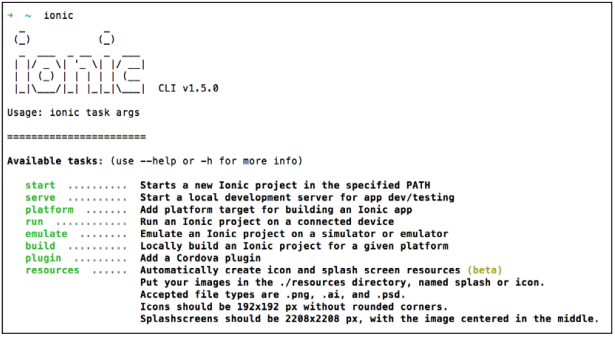 ➜  ~  ionic
 _             _
(_)           (_)
 _  ___  _ __  _  ___
| |/ _ \| '_ \| |/ __|
| | (_) | | | | | (__
|_|\___/|_| |_|_|\___|  CLI v1.5.0
Usage: ionic task args
=======================
Available tasks: (use --help or -h for more info)
start .......... Starts a new Ionic project in the specified PATH
serve .......... Start a local development server for app dev/testing
platform ....... Add platform target for building an Ionic app
run ............ Run an Ionic project on a connected device
emulate ........ Emulate an Ionic project on a simulator or emulator
build .......... Locally build an Ionic project for a given platform
plugin ......... Add a Cordova plugin
resources ...... Automatically create icon and splash screen resources (beta)
Put your images in the ./resources directory, named splash or icon.
Accepted file types are .png, .ai, and .psd.
Icons should be 192x192 px without rounded corners.
Splashscreens should be 2208x2208 px, with the image centered in the middle.